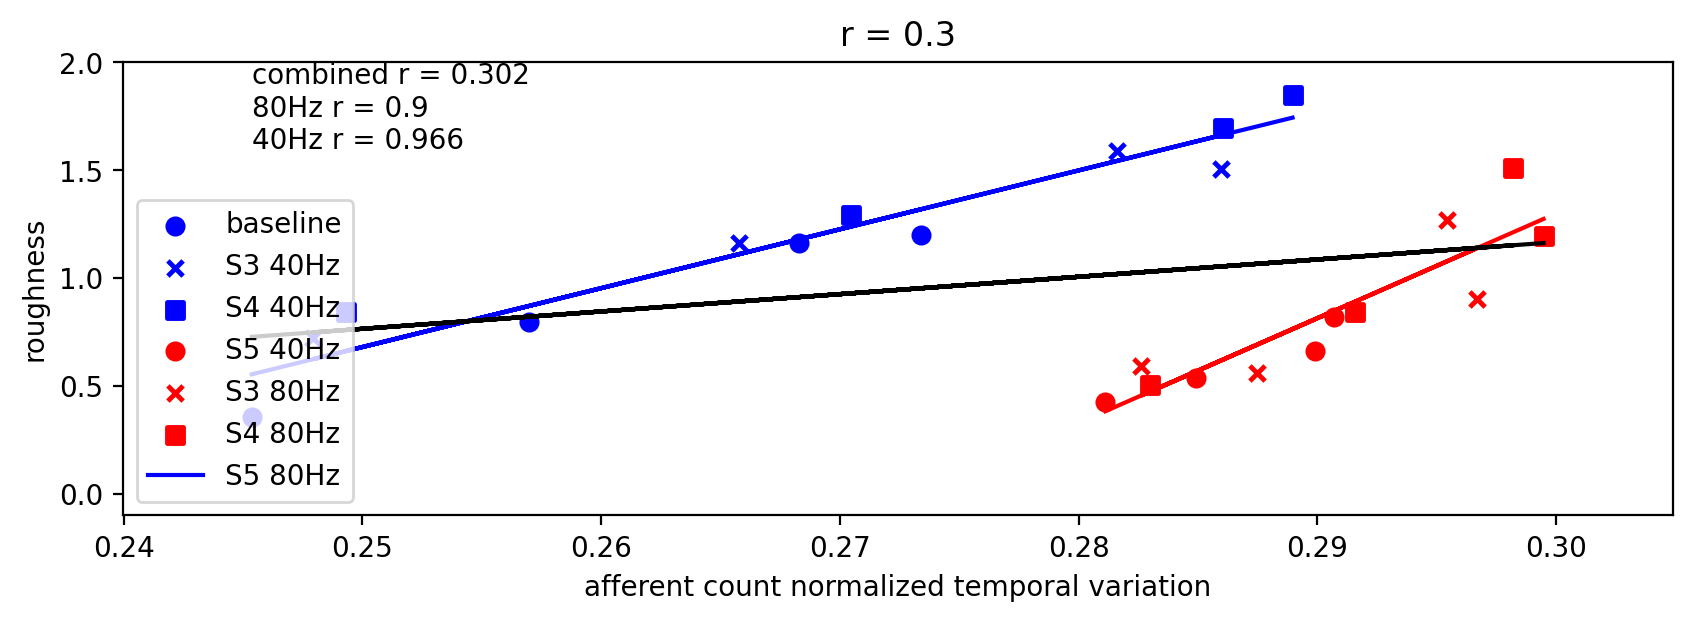 r = 0.3
combined r = 0.302
80Hz r = 0.9
40Hz r = 0.966
baseline
S3 40Hz
S4 40Hz
S5 40Hz
S3 80Hz
S4 80Hz
S5 80Hz
roughness
2.0
1.5
1.0
0.5
0.0
0.24
0.25
0.26
0.27
0.28
0.29
0.30
afferent count normalized temporal variation